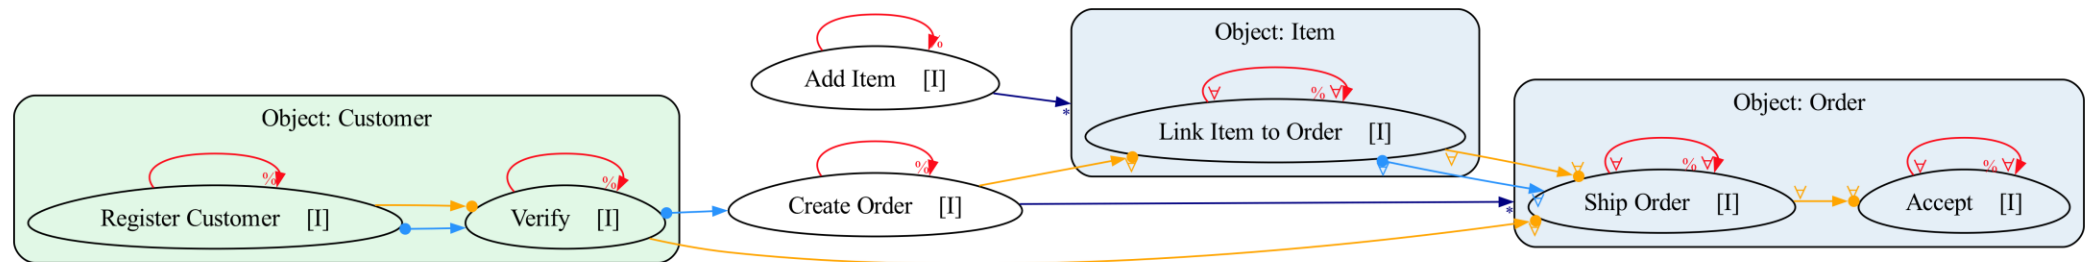 Object: Customer
%
Register Customer [I]
%
Verify [I]
%
Add Item [I]
*
%
Create Order [I]
*
Object: Item
∀
% ∀
Link Item to Order [I]
∀
∀
∀
Object: Order
∀
∀
% ∀
Ship Order [I]
∀
∀
∀
∀
∀
% ∀
Accept [I]